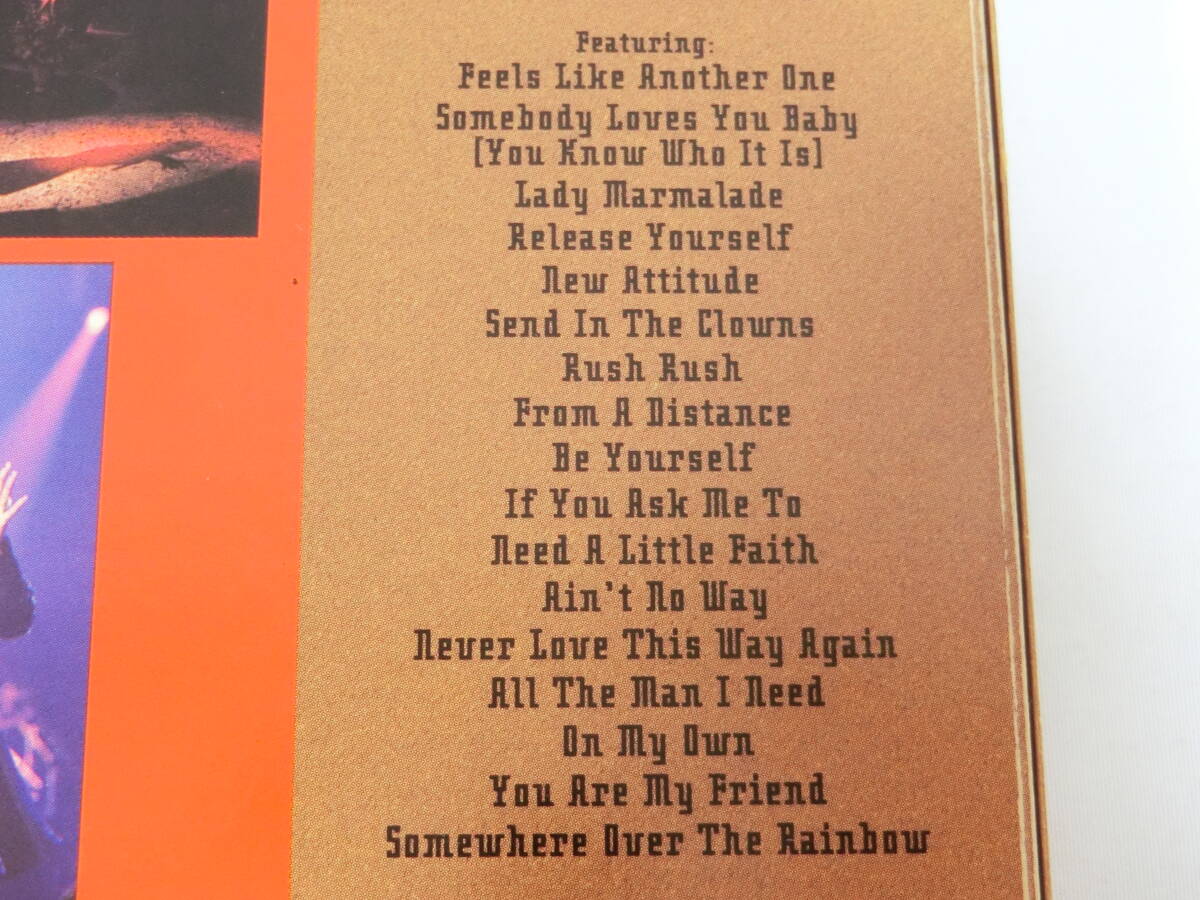 Featuring:
Feels Like Another One
Somebody Loves You Baby
(You Know Who It Is)
Lady Marmalade
Release Yourself
New Attitude
Send In The Clowns
Rush Rush
From A Distance
Be Yourself
If You Ask Me To
Need A Little Faith
Ain't No Way
Never Love This Way Again
All The Man I Need
On My Own
You Are My Friend
Somewhere Over The Rainbow